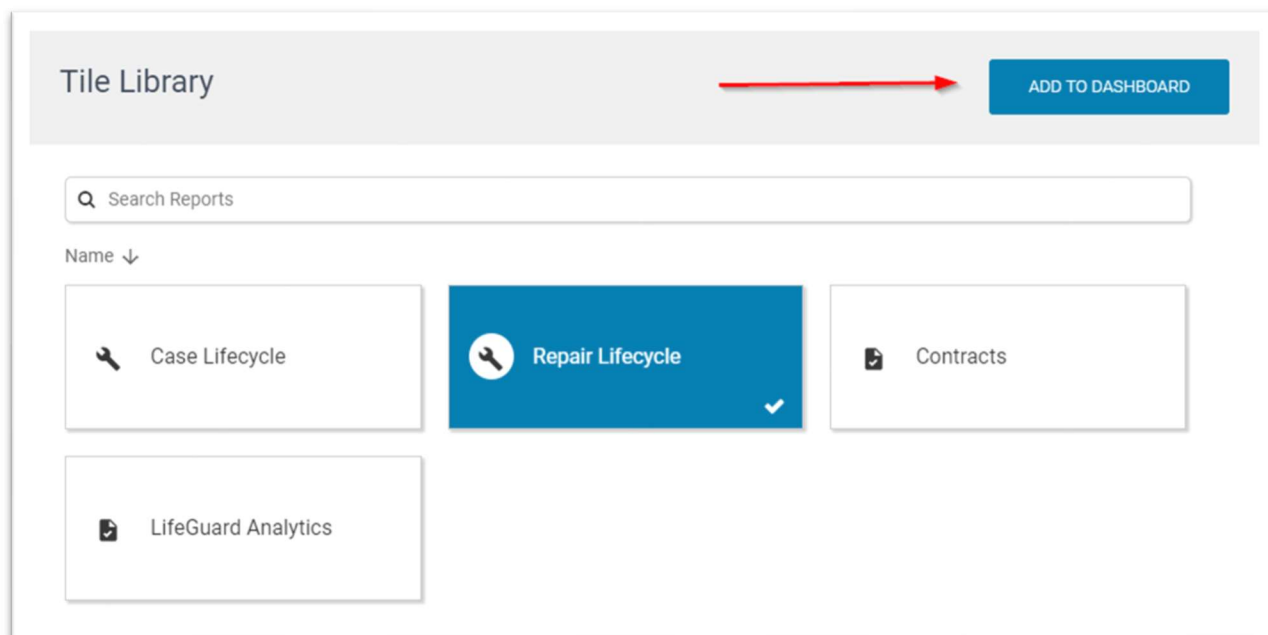 Tile Library
ADD TO DASHBOARD
Search Reports
Name
Case Lifecycle
Repair Lifecycle
Contracts
LifeGuard Analytics